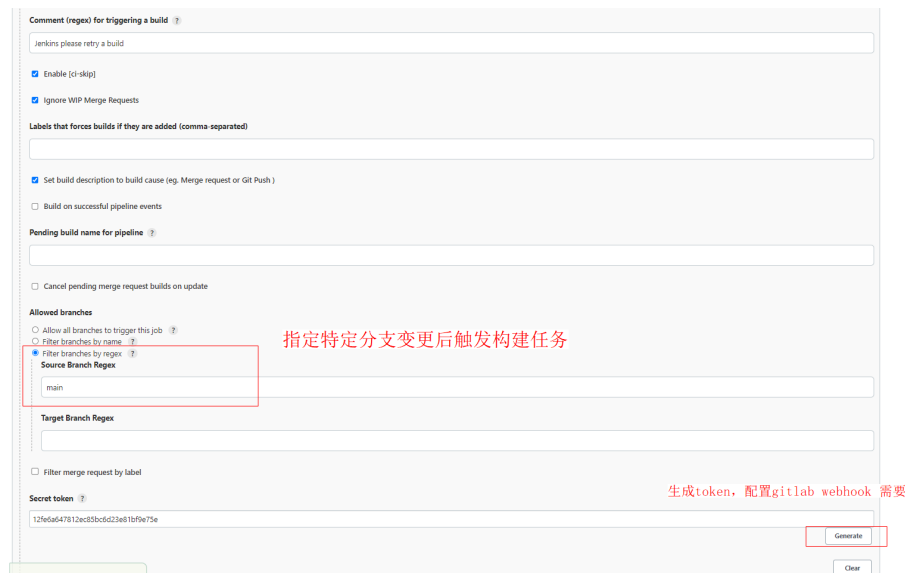 Comment (regex) for triggering a build ?
Jenkins please retry a build
Enable [ci-skip]
Ignore WIP Merge Requests
Labels that forces builds if they are added (comma-separated)
Set build description to build cause (eg. Merge request or Git Push )
Build on successful pipeline events
Pending build name for pipeline ?
Cancel pending merge request builds on update
Allowed branches
Allow all branches to trigger this job ?
Filter branches by name ?
Filter branches by regex ?
指定特定分支变更后触发构建任务
Source Branch Regex
main
Target Branch Regex
Filter merge request by label
生成token，配置gitlab webhook 需要
Secret token ?
12fe6a647812ec85bc6d23e81bf9e75e
Generate
Clear